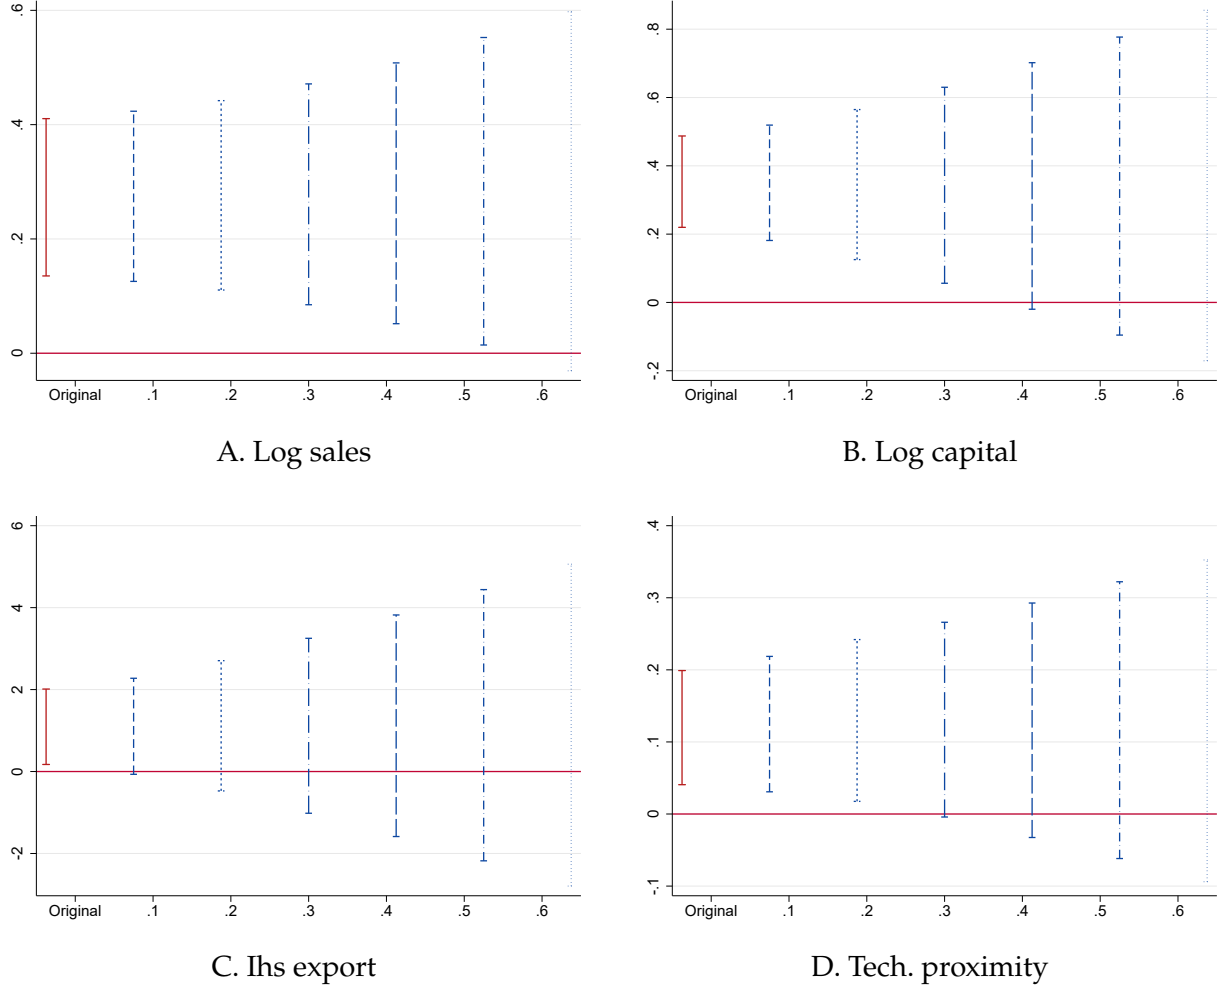 .6
.4
.2
0
Original .1 .2 .3 .4 .5 .6
A. Log sales
.8
.6
.4
.2
0
-.2
Original .1 .2 .3 .4 .5 .6
B. Log capital
6
4
2
0
-2
Original .1 .2 .3 .4 .5 .6
C. Ihs export
.4
.3
.2
.1
0
-.1
Original .1 .2 .3 .4 .5 .6
D. Tech. proximity